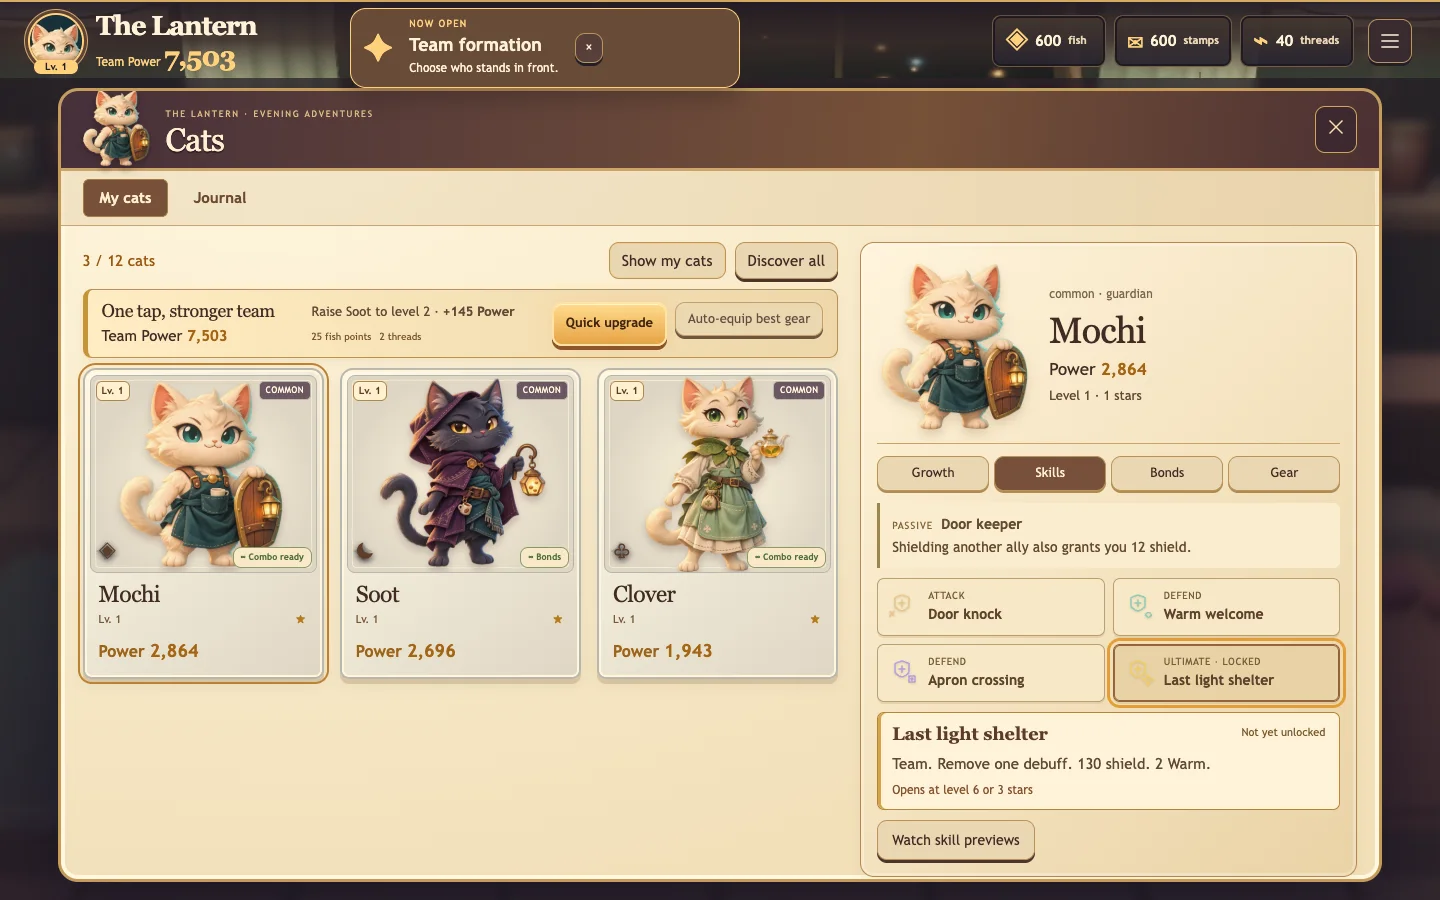 The Lantern
Lv. 1
Team Power 7,503
NOW OPEN
Team formation
Choose who stands in front.
×
600 fish
600 stamps
40 threads
THE LANTERN · EVENING ADVENTURES
Cats
My cats
Journal
3 / 12 cats
Show my cats
Discover all
One tap, stronger team
Team Power 7,503
Raise Soot to level 2 · +145 Power
25 fish points 2 threads
Quick upgrade
Auto-equip best gear
Lv. 1
COMMON
Combo ready
Mochi
Lv. 1
Power 2,864
Lv. 1
COMMON
Bonds
Soot
Lv. 1
Power 2,696
Lv. 1
COMMON
Combo ready
Clover
Lv. 1
Power 1,943
common · guardian
Mochi
Power 2,864
Level 1 · 1 stars
Growth
Skills
Bonds
Gear
PASSIVE Door keeper
Shielding another ally also grants you 12 shield.
ATTACK
Door knock
DEFEND
Warm welcome
DEFEND
Apron crossing
ULTIMATE · LOCKED
Last light shelter
Last light shelter
Not yet unlocked
Team. Remove one debuff. 130 shield. 2 Warm.
Opens at level 6 or 3 stars
Watch skill previews